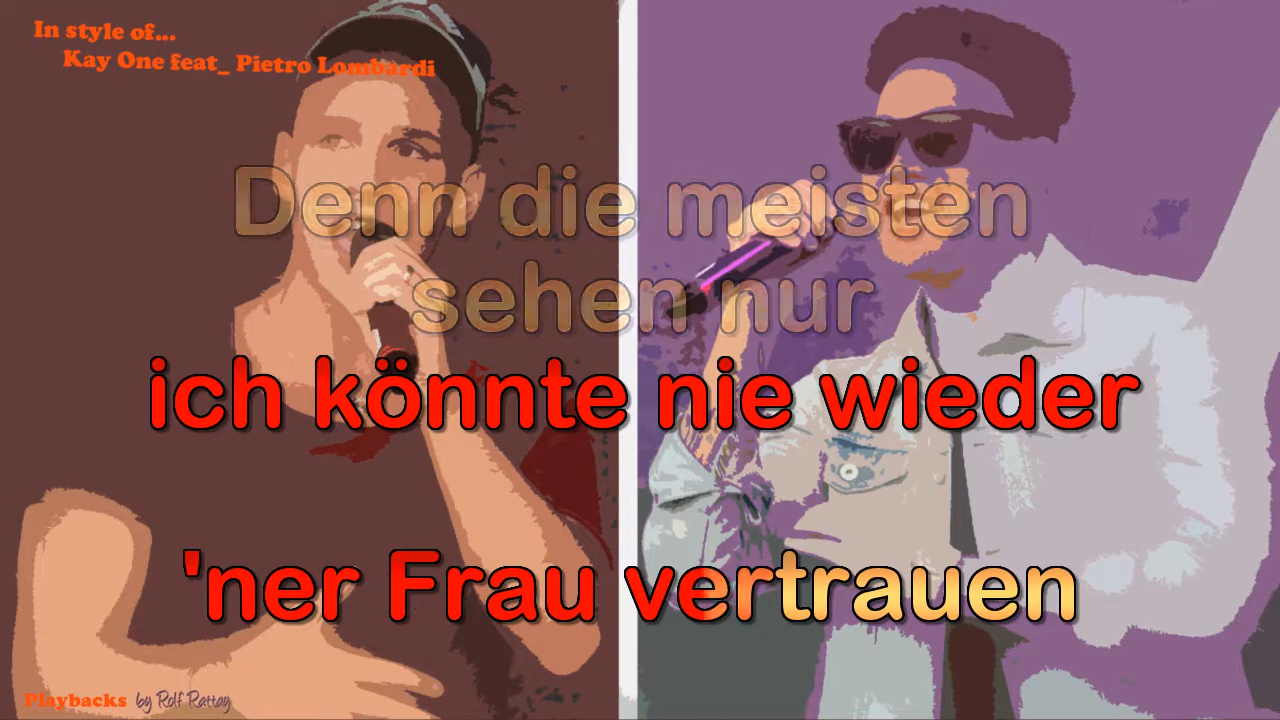 In style of...
Kay One feat_ Pietro Lombardi
Denn die meisten
sehen nur
ich könnte nie wieder
'ner Frau vertrauen
Playbacks by Rolf Rattay